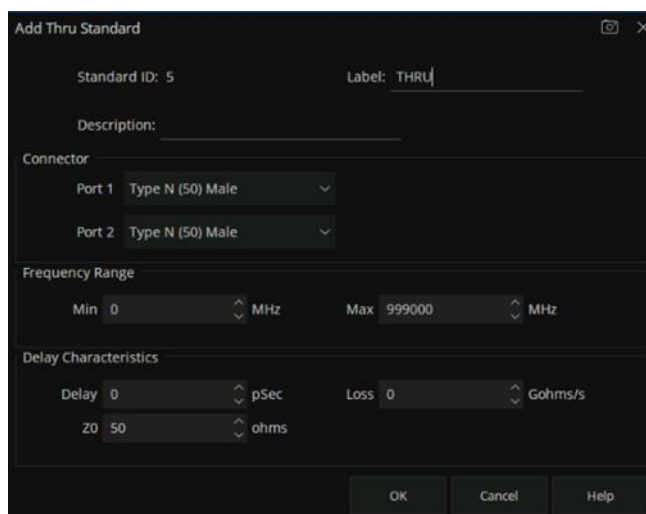 Add Thru Standard
Standard ID: 5 Label: THRU
Description:
Connector
Port 1 Type N (50) Male
Port 2 Type N (50) Male
Frequency Range
Min 0 MHz Max 999000 MHz
Delay Characteristics
Delay 0 pSec Loss 0 Gohms/s
Z0 50 ohms
OK Cancel Help